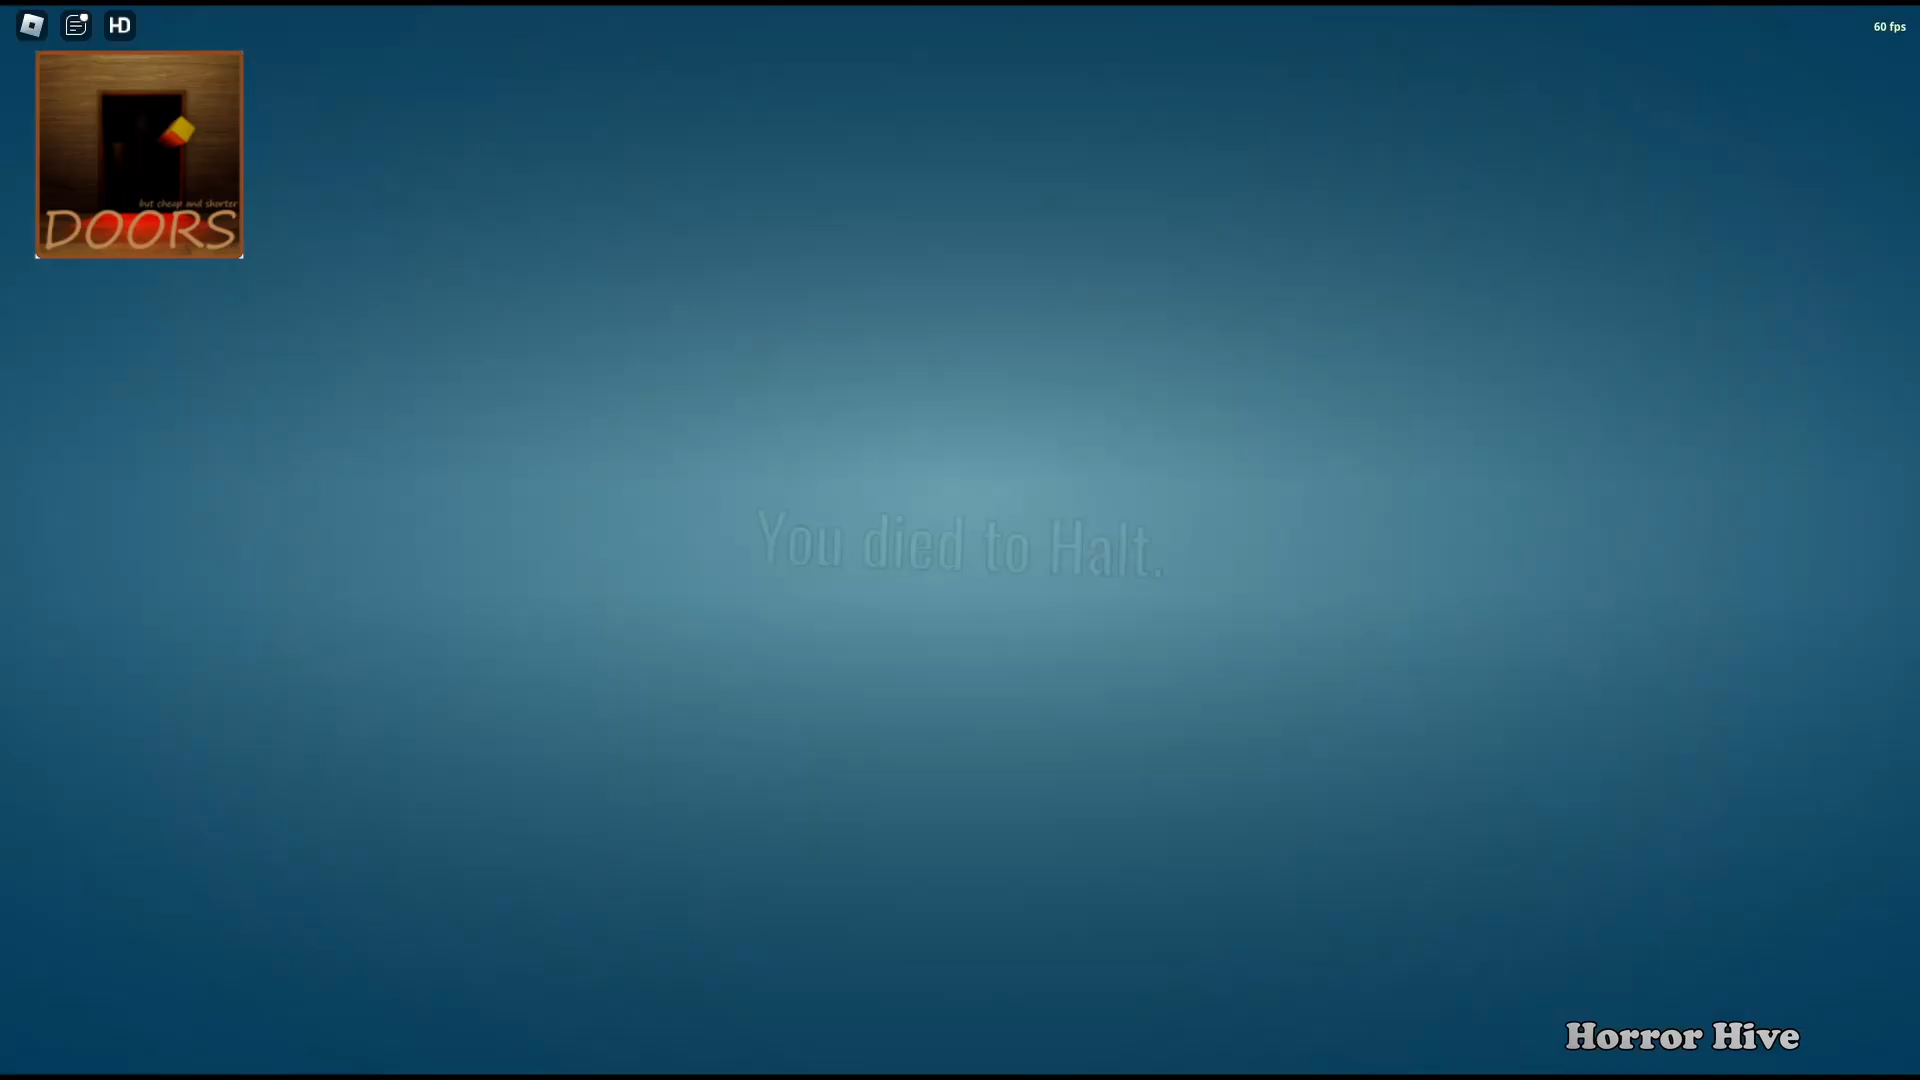 HD
60 fps
but cheap and shorter
DOORS
You died to Halt.
Horror Hive